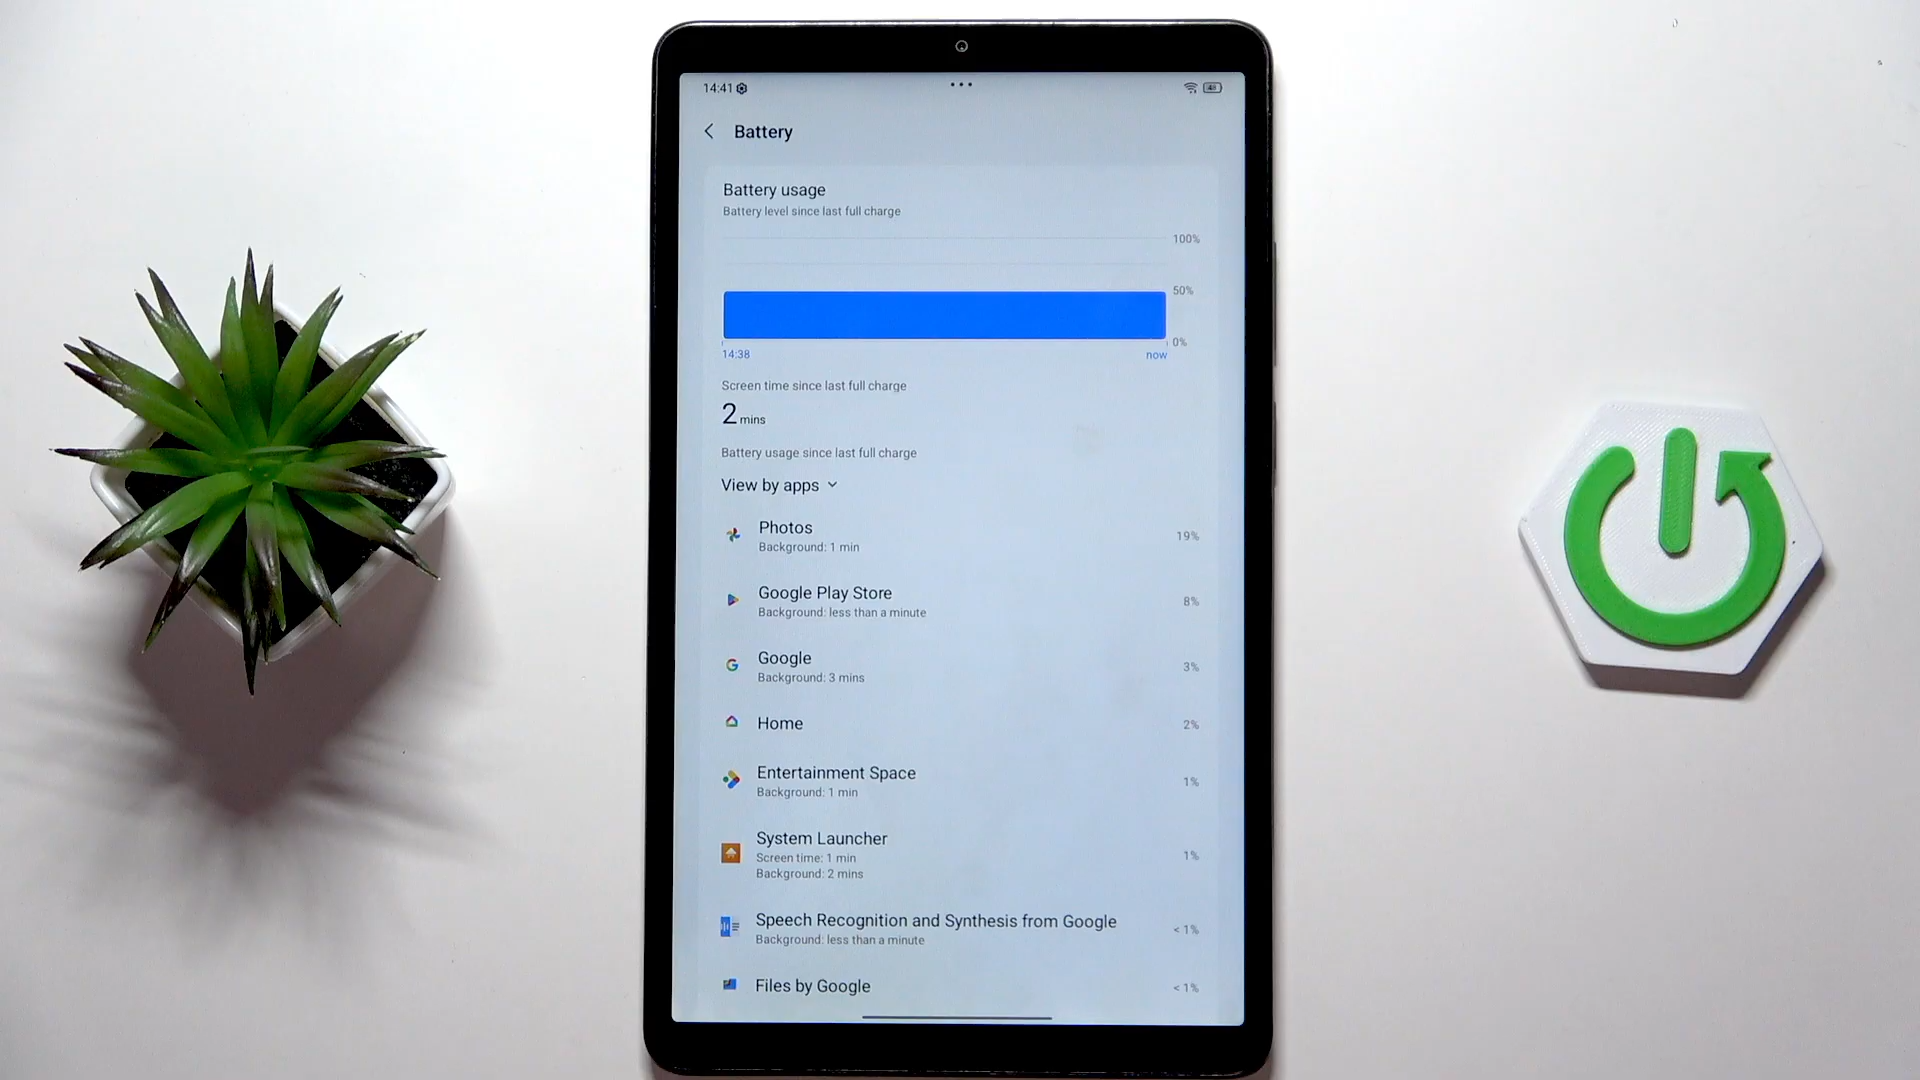 14:41
48
Battery
Battery usage
Battery level since last full charge
100%
50%
0%
14:38 now
Screen time since last full charge
2 mins
Battery usage since last full charge
View by apps
Photos
Background: 1 min
19%
Google Play Store
Background: less than a minute
8%
Google
Background: 3 mins
3%
Home
2%
Entertainment Space
Background: 1 min
1%
System Launcher
Screen time: 1 min
Background: 2 mins
1%
Speech Recognition and Synthesis from Google
Background: less than a minute
< 1%
Files by Google
< 1%